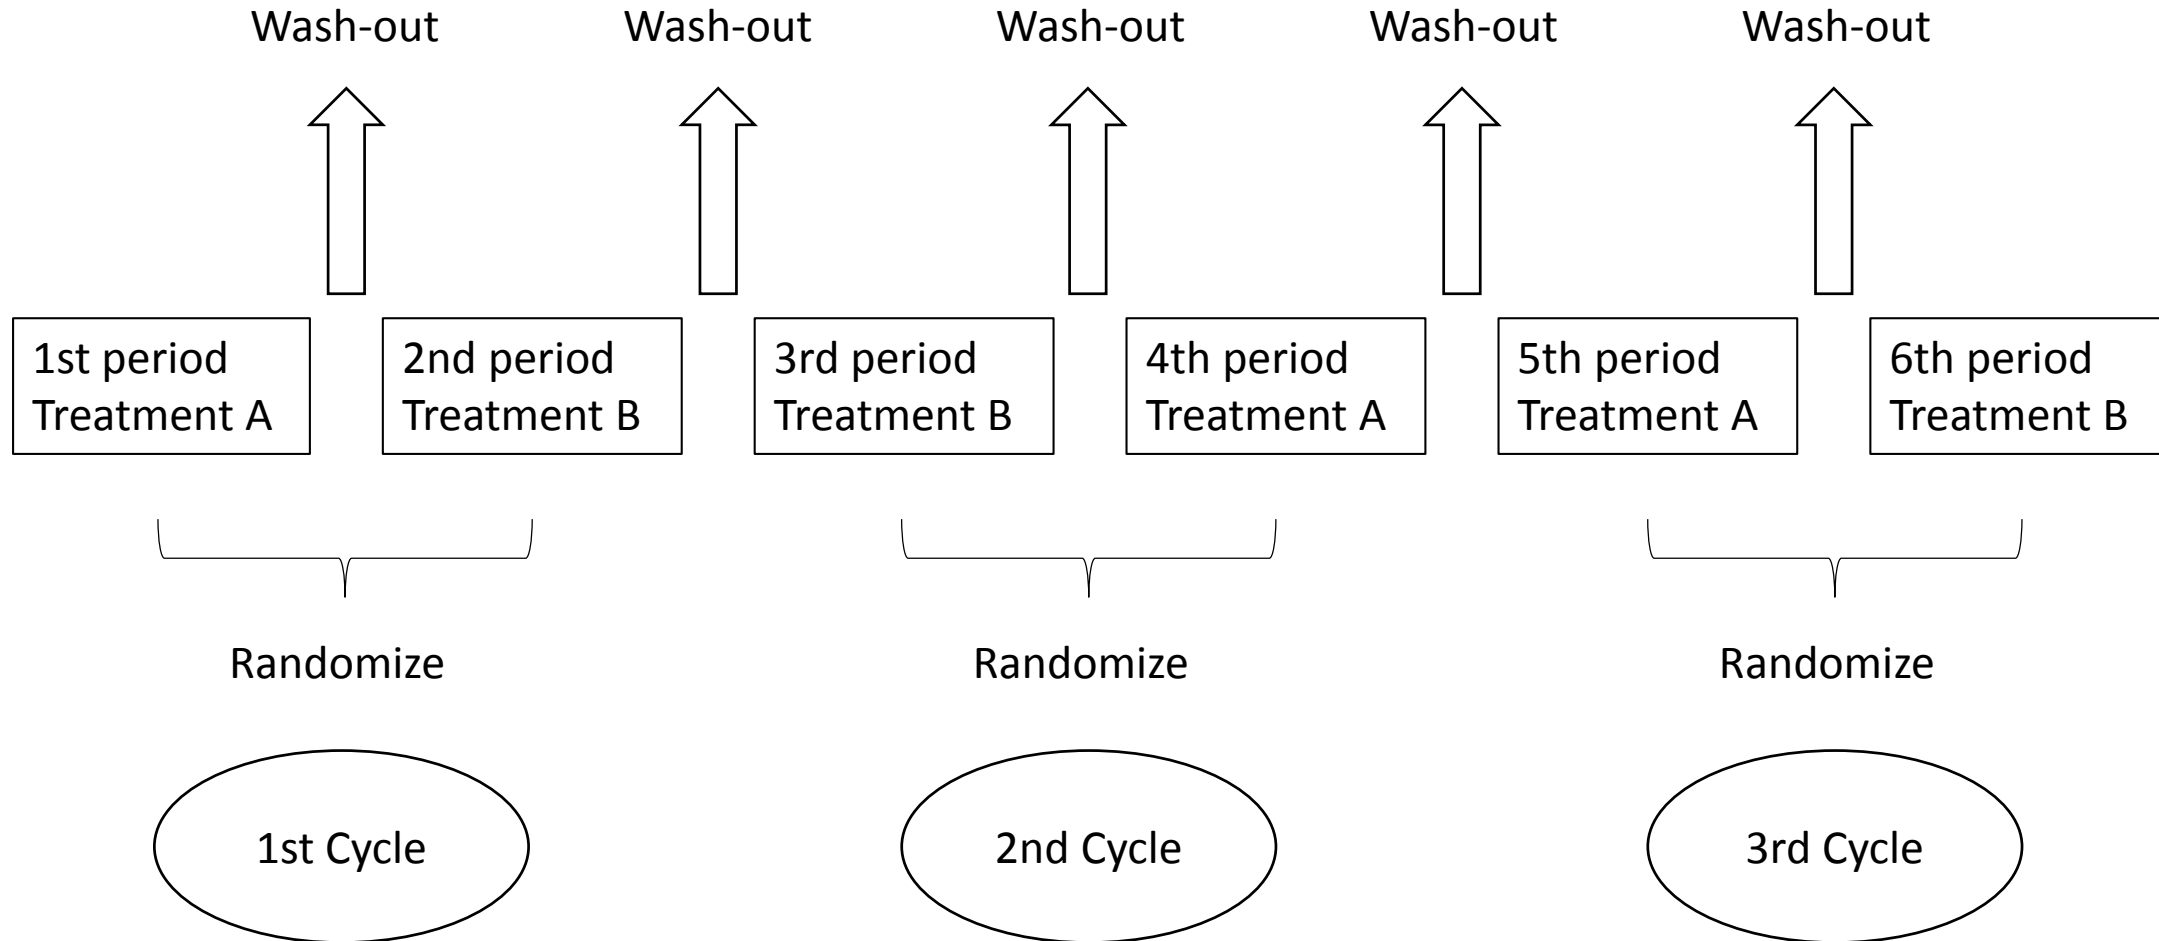 Wash-out
Wash-out
Wash-out
Wash-out
Wash-out
1st period
Treatment A
2nd period
Treatment B
3rd period
Treatment B
4th period
Treatment A
5th period
Treatment A
6th period
Treatment B
Randomize
Randomize
Randomize
1st Cycle
2nd Cycle
3rd Cycle